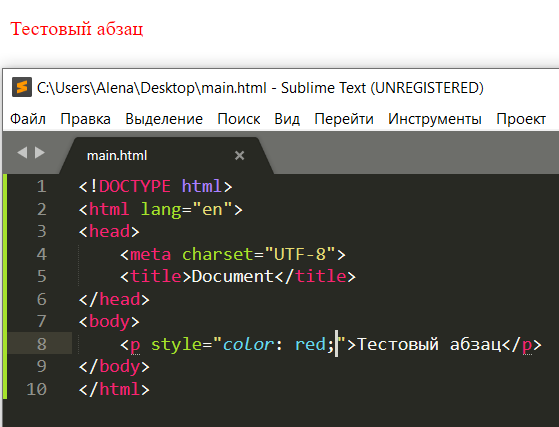 Тестовый абзац
C:\Users\Alena\Desktop\main.html - Sublime Text (UNREGISTERED)
Файл Правка Выделение Поиск Вид Перейти Инструменты Проект
main.html ×
1 <!DOCTYPE html>
2 <html lang="en">
3 <head>
4 <meta charset="UTF-8">
5 <title>Document</title>
6 </head>
7 <body>
8 <p style="color: red;">Тестовый абзац</p>
9 </body>
10 </html>